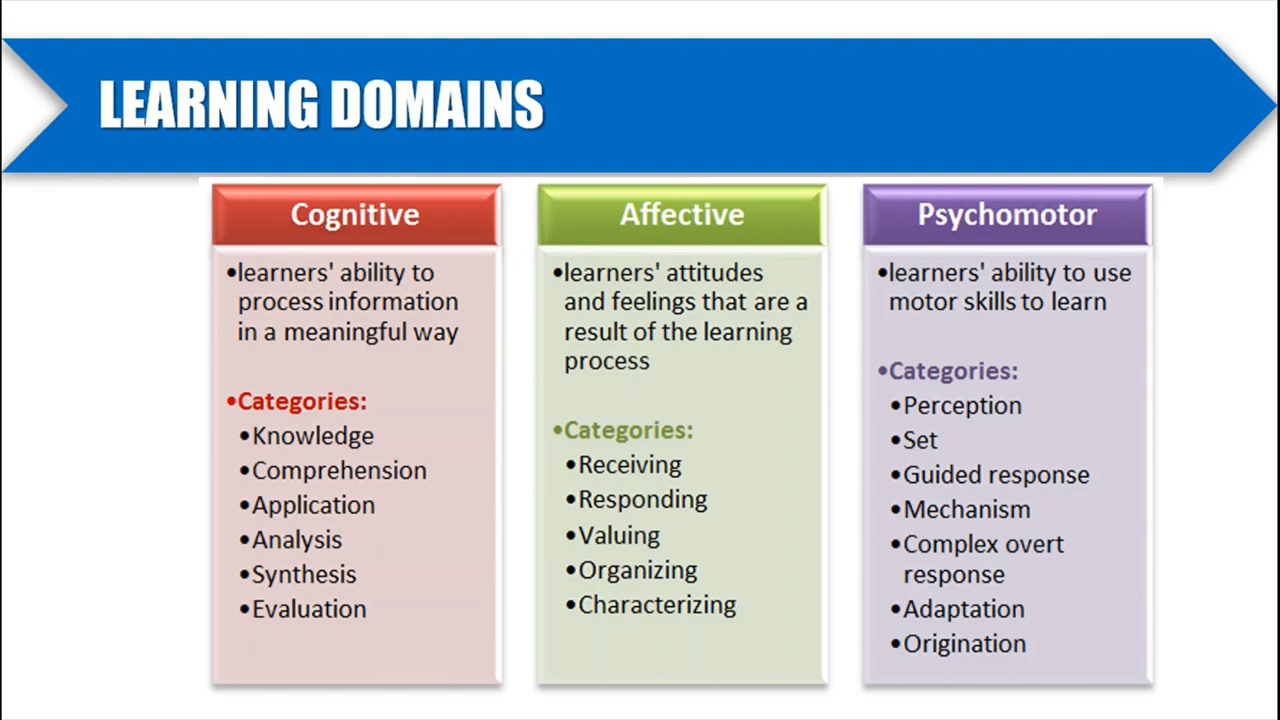 LEARNING DOMAINS
Cognitive
•learners' ability to
process information
in a meaningful way
•Categories:
•Knowledge
•Comprehension
•Application
•Analysis
•Synthesis
•Evaluation
Affective
•learners' attitudes
and feelings that are a
result of the learning
process
•Categories:
•Receiving
•Responding
•Valuing
•Organizing
•Characterizing
Psychomotor
•learners' ability to use
motor skills to learn
•Categories:
•Perception
•Set
•Guided response
•Mechanism
•Complex overt
response
•Adaptation
•Origination